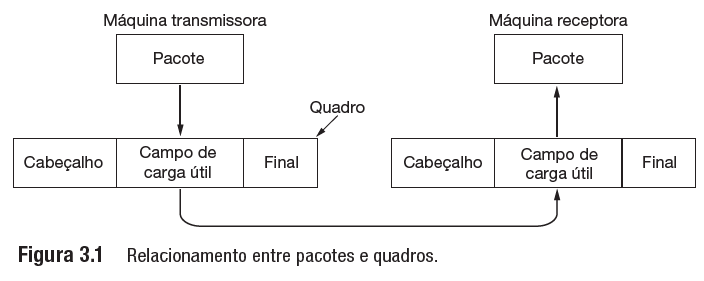 Máquina transmissora
Máquina receptora
Pacote
Pacote
Quadro
Cabeçalho
Campo de
carga útil
Final
Cabeçalho
Campo de
carga útil
Final
Figura 3.1 Relacionamento entre pacotes e quadros.